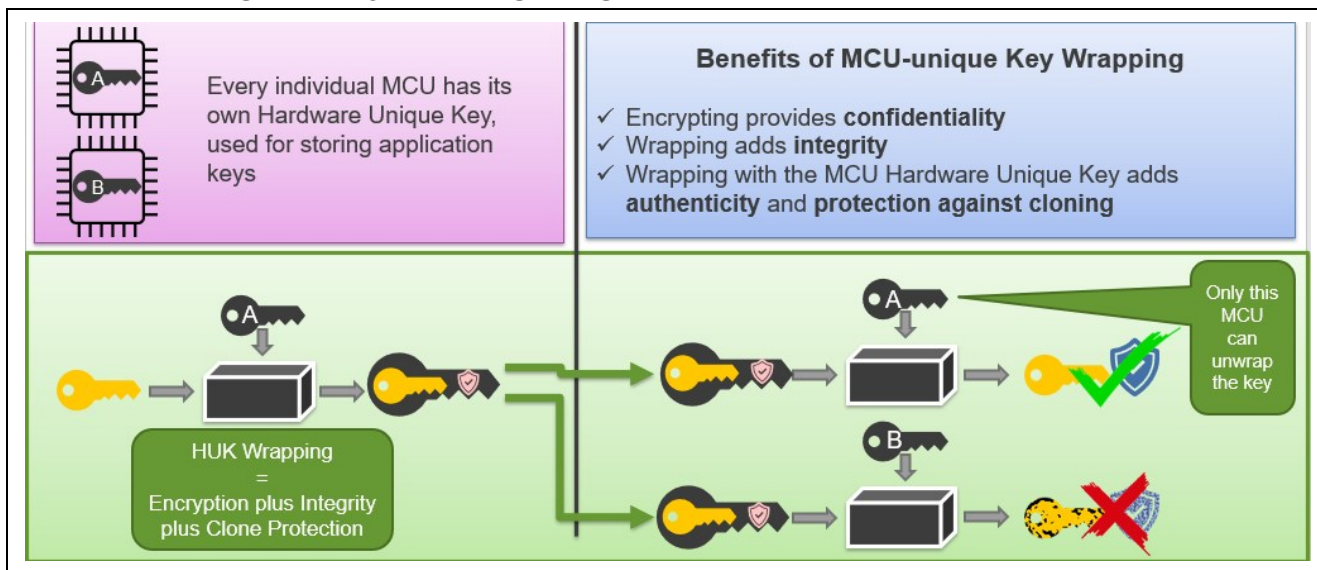 A
B
Every individual MCU has its
own Hardware Unique Key,
used for storing application
keys
Benefits of MCU-unique Key Wrapping
✓ Encrypting provides confidentiality
✓ Wrapping adds integrity
✓ Wrapping with the MCU Hardware Unique Key adds
authenticity and protection against cloning
A
HUK Wrapping
=
Encryption plus Integrity
plus Clone Protection
A
Only this
MCU
can
unwrap
the key
B